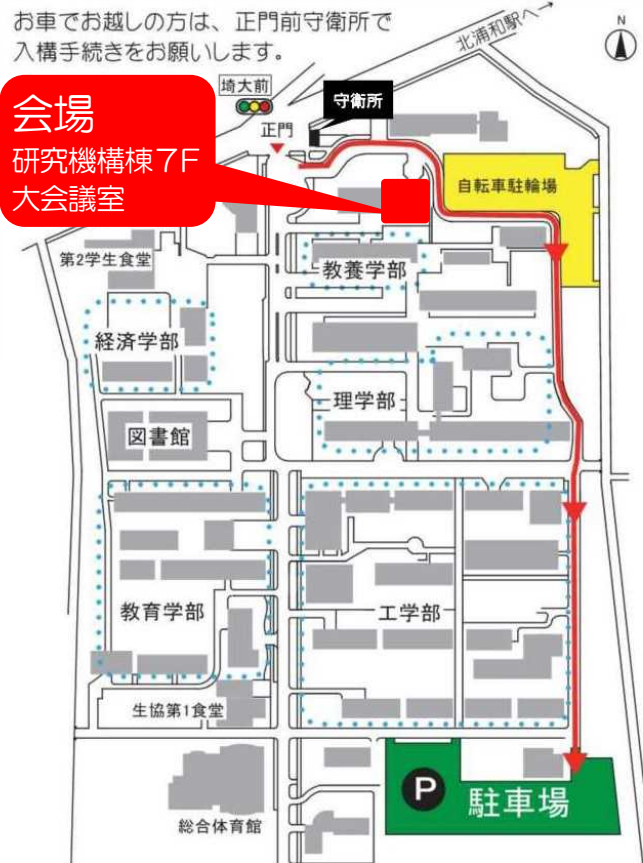 お車でお越しの方は、正門前守衛所で
入構手続きをお願いします。
北浦和駅へ→
N
埼大前
守衛所
正門
会場
研究機構棟7F
大会議室
自転車駐輪場
第2学生食堂
教養学部
経済学部
理学部
図書館
教育学部
工学部
生協第1食堂
P
駐車場
総合体育館